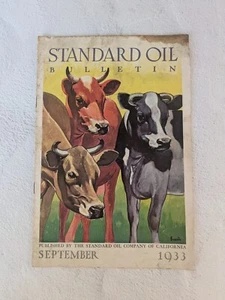 STANDARD OIL
BULLETIN
PUBLISHED BY THE STANDARD OIL COMPANY OF CALIFORNIA
SEPTEMBER 1933